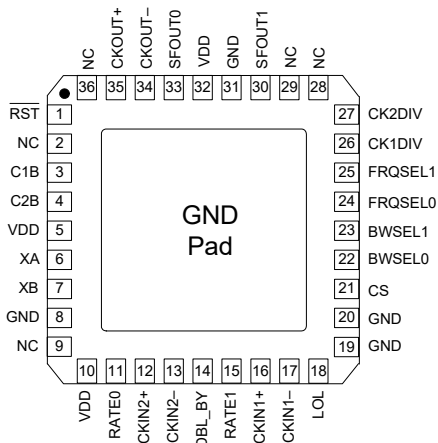 NC
CKOUT+
CKOUT–
SFOUT0
VDD
GND
SFOUT1
NC
NC
36 35 34 33 32 31 30 29 28
RST 1
NC 2
C1B 3
C2B 4
VDD 5
XA 6
XB 7
GND 8
NC 9
GND
Pad
27 CK2DIV
26 CK1DIV
25 FRQSEL1
24 FRQSEL0
23 BWSEL1
22 BWSEL0
21 CS
20 GND
19 GND
10 11 12 13 14 15 16 17 18
VDD
RATE0
CKIN2+
CKIN2–
DBL_BY
RATE1
CKIN1+
CKIN1–
LOL